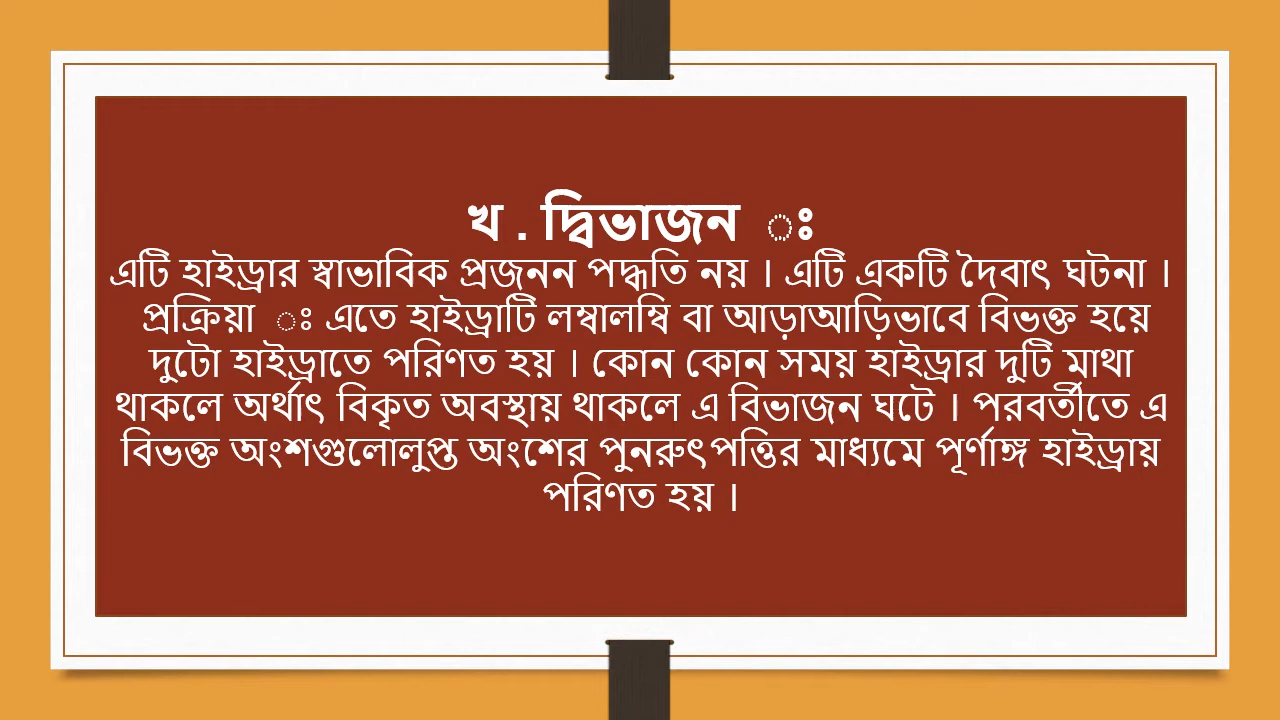 খ . দ্বিভাজন ঃ
এটি হাইড্রার স্বাভাবিক প্রজনন পদ্ধতি নয় । এটি একটি দৈবাৎ ঘটনা ।
প্রক্রিয়া ঃ এতে হাইড্রাটি লম্বালম্বি বা আড়াআড়িভাবে বিভক্ত হয়ে
দুটো হাইড্রাতে পরিণত হয় । কোন কোন সময় হাইড্রার দুটি মাথা
থাকলে অর্থাৎ বিকৃত অবস্থায় থাকলে এ বিভাজন ঘটে । পরবর্তীতে এ
বিভক্ত অংশগুলোলুপ্ত অংশের পুনরুৎপত্তির মাধ্যমে পূর্ণাঙ্গ হাইড্রায়
পরিণত হয় ।